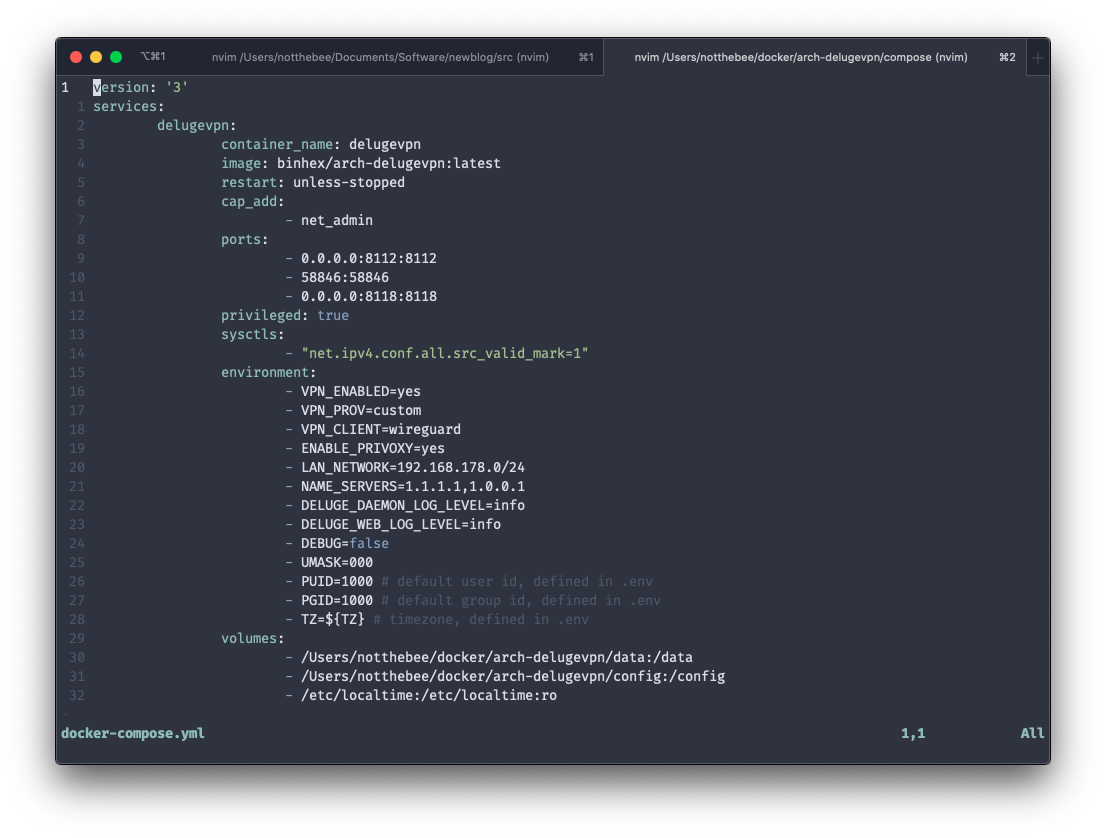 ⌥⌘1 nvim /Users/notthebee/Documents/Software/newblog/src (nvim) ⌘1 nvim /Users/notthebee/docker/arch-delugevpn/compose (nvim) ⌘2 +
1 version: '3'
1 services:
2 delugevpn:
3 container_name: delugevpn
4 image: binhex/arch-delugevpn:latest
5 restart: unless-stopped
6 cap_add:
7 - net_admin
8 ports:
9 - 0.0.0.0:8112:8112
10 - 58846:58846
11 - 0.0.0.0:8118:8118
12 privileged: true
13 sysctls:
14 - "net.ipv4.conf.all.src_valid_mark=1"
15 environment:
16 - VPN_ENABLED=yes
17 - VPN_PROV=custom
18 - VPN_CLIENT=wireguard
19 - ENABLE_PRIVOXY=yes
20 - LAN_NETWORK=192.168.178.0/24
21 - NAME_SERVERS=1.1.1.1,1.0.0.1
22 - DELUGE_DAEMON_LOG_LEVEL=info
23 - DELUGE_WEB_LOG_LEVEL=info
24 - DEBUG=false
25 - UMASK=000
26 - PUID=1000 # default user id, defined in .env
27 - PGID=1000 # default group id, defined in .env
28 - TZ=${TZ} # timezone, defined in .env
29 volumes:
30 - /Users/notthebee/docker/arch-delugevpn/data:/data
31 - /Users/notthebee/docker/arch-delugevpn/config:/config
32 - /etc/localtime:/etc/localtime:ro
~
docker-compose.yml 1,1 All